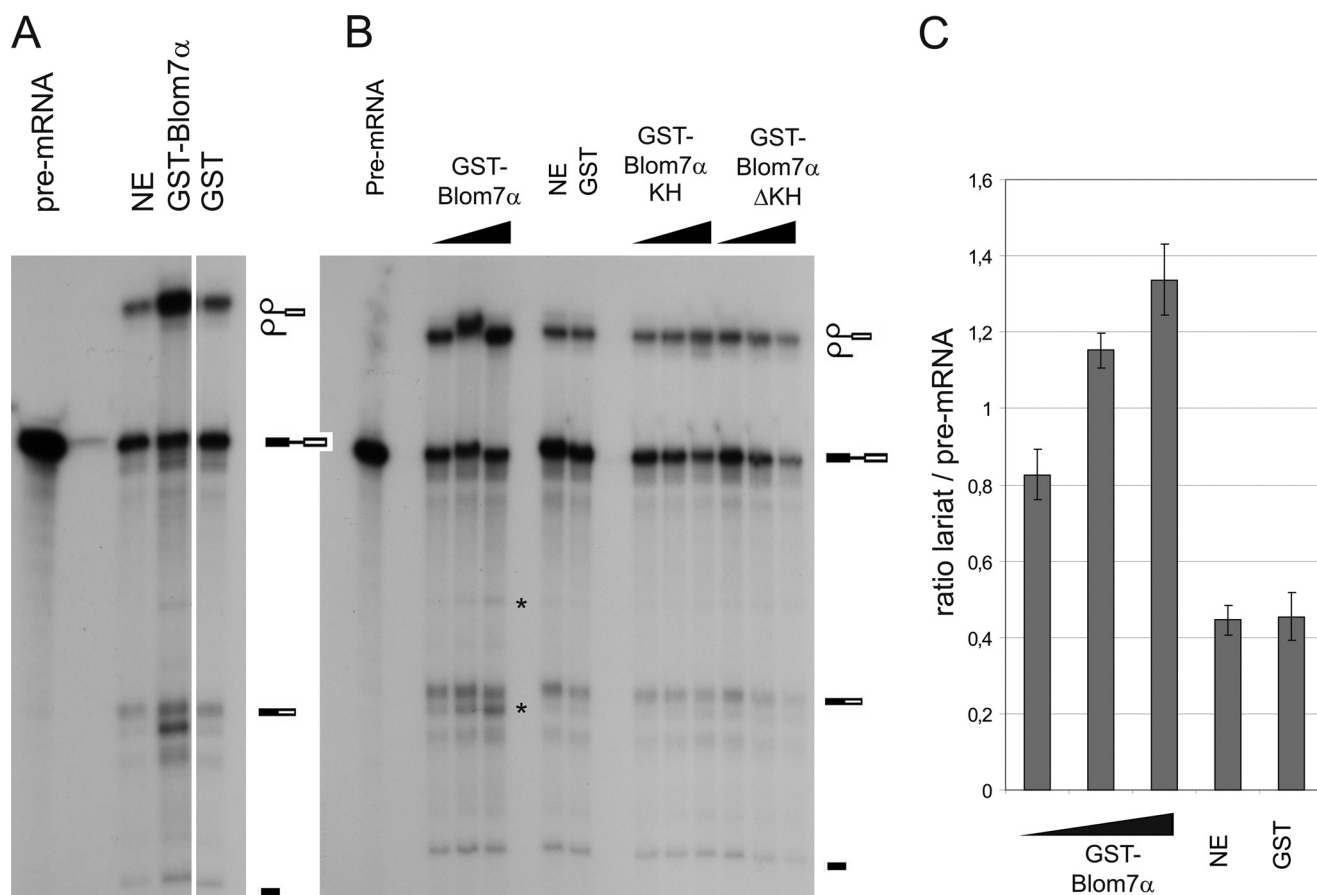 A
pre-mRNA
NE
GST-Blom7α
GST
B
Pre-mRNA
GST-
Blom7α
NE
GST
GST-
Blom7α
KH
GST-
Blom7α
ΔKH
*
*
C
ratio lariat / pre-mRNA
1,6
1,4
1,2
1
0,8
0,6
0,4
0,2
0
GST-
Blom7α
NE
GST